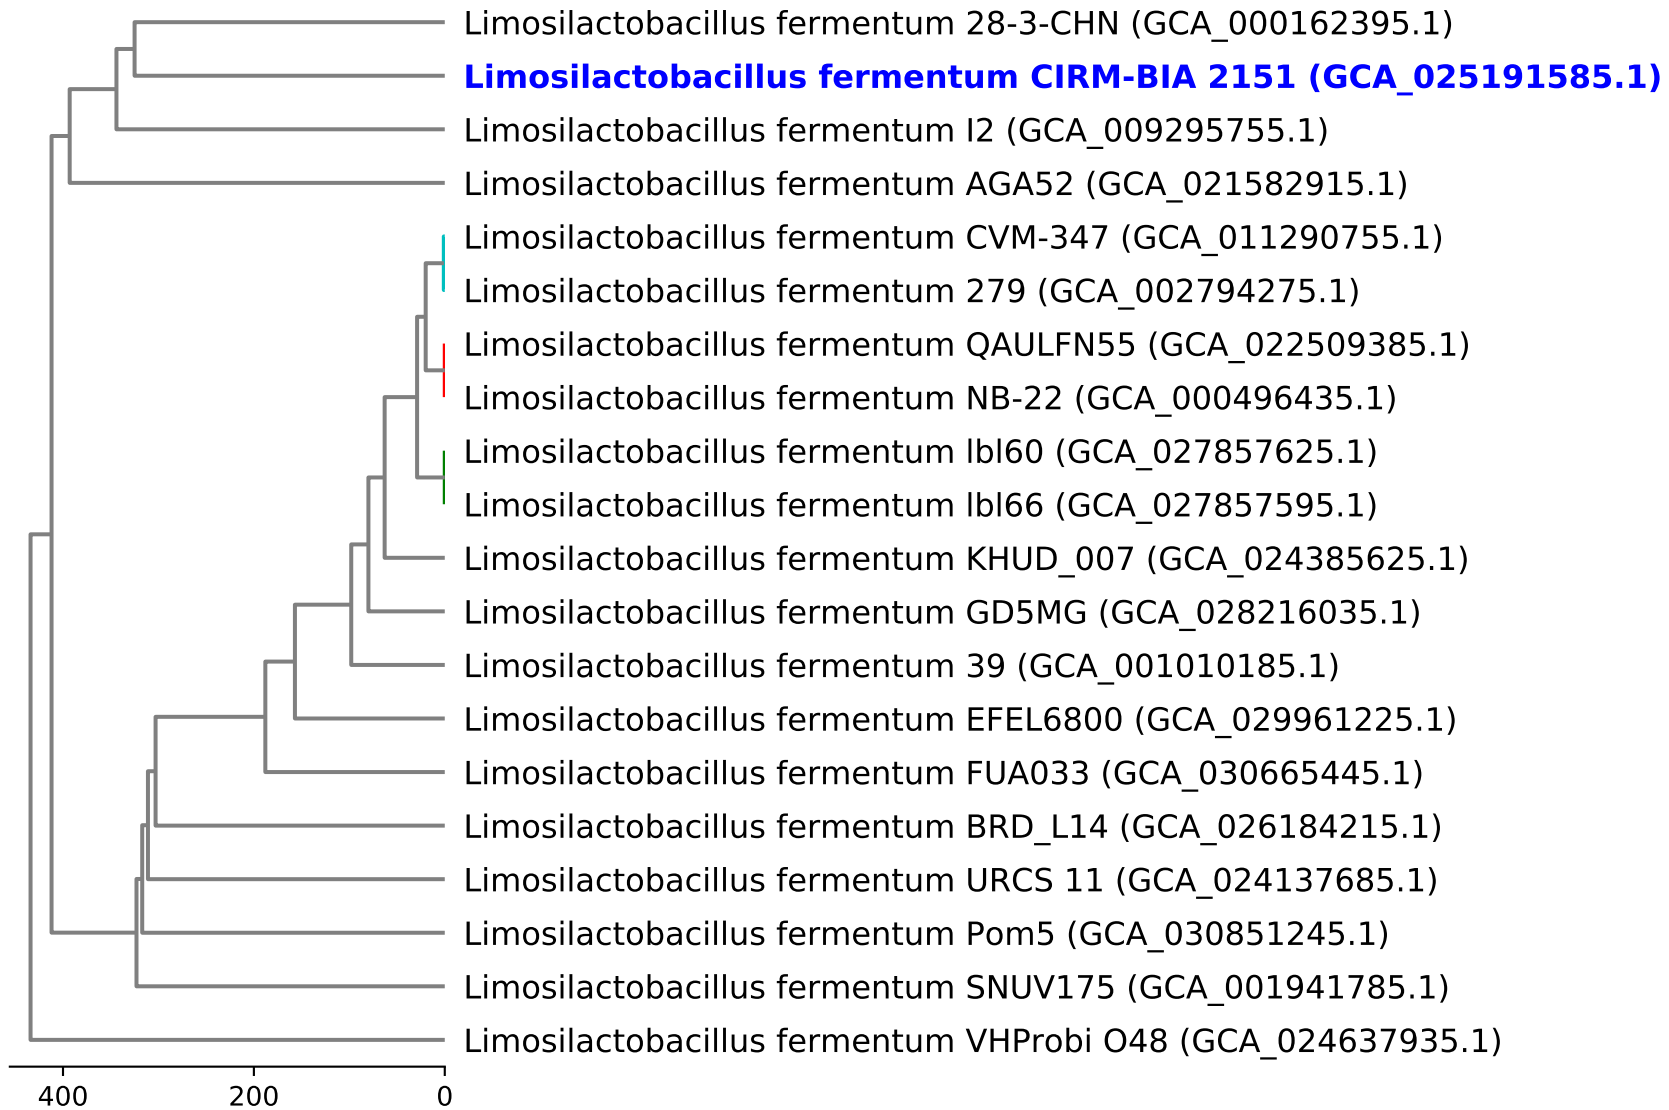 Limosilactobacillus fermentum 28-3-CHN (GCA_000162395.1)
Limosilactobacillus fermentum CIRM-BIA 2151 (GCA_025191585.1)
Limosilactobacillus fermentum I2 (GCA_009295755.1)
Limosilactobacillus fermentum AGA52 (GCA_021582915.1)
Limosilactobacillus fermentum CVM-347 (GCA_011290755.1)
Limosilactobacillus fermentum 279 (GCA_002794275.1)
Limosilactobacillus fermentum QAULFN55 (GCA_022509385.1)
Limosilactobacillus fermentum NB-22 (GCA_000496435.1)
Limosilactobacillus fermentum lbl60 (GCA_027857625.1)
Limosilactobacillus fermentum lbl66 (GCA_027857595.1)
Limosilactobacillus fermentum KHUD_007 (GCA_024385625.1)
Limosilactobacillus fermentum GD5MG (GCA_028216035.1)
Limosilactobacillus fermentum 39 (GCA_001010185.1)
Limosilactobacillus fermentum EFEL6800 (GCA_029961225.1)
Limosilactobacillus fermentum FUA033 (GCA_030665445.1)
Limosilactobacillus fermentum BRD_L14 (GCA_026184215.1)
Limosilactobacillus fermentum URCS 11 (GCA_024137685.1)
Limosilactobacillus fermentum Pom5 (GCA_030851245.1)
Limosilactobacillus fermentum SNUV175 (GCA_001941785.1)
Limosilactobacillus fermentum VHProbi O48 (GCA_024637935.1)
400 200 0